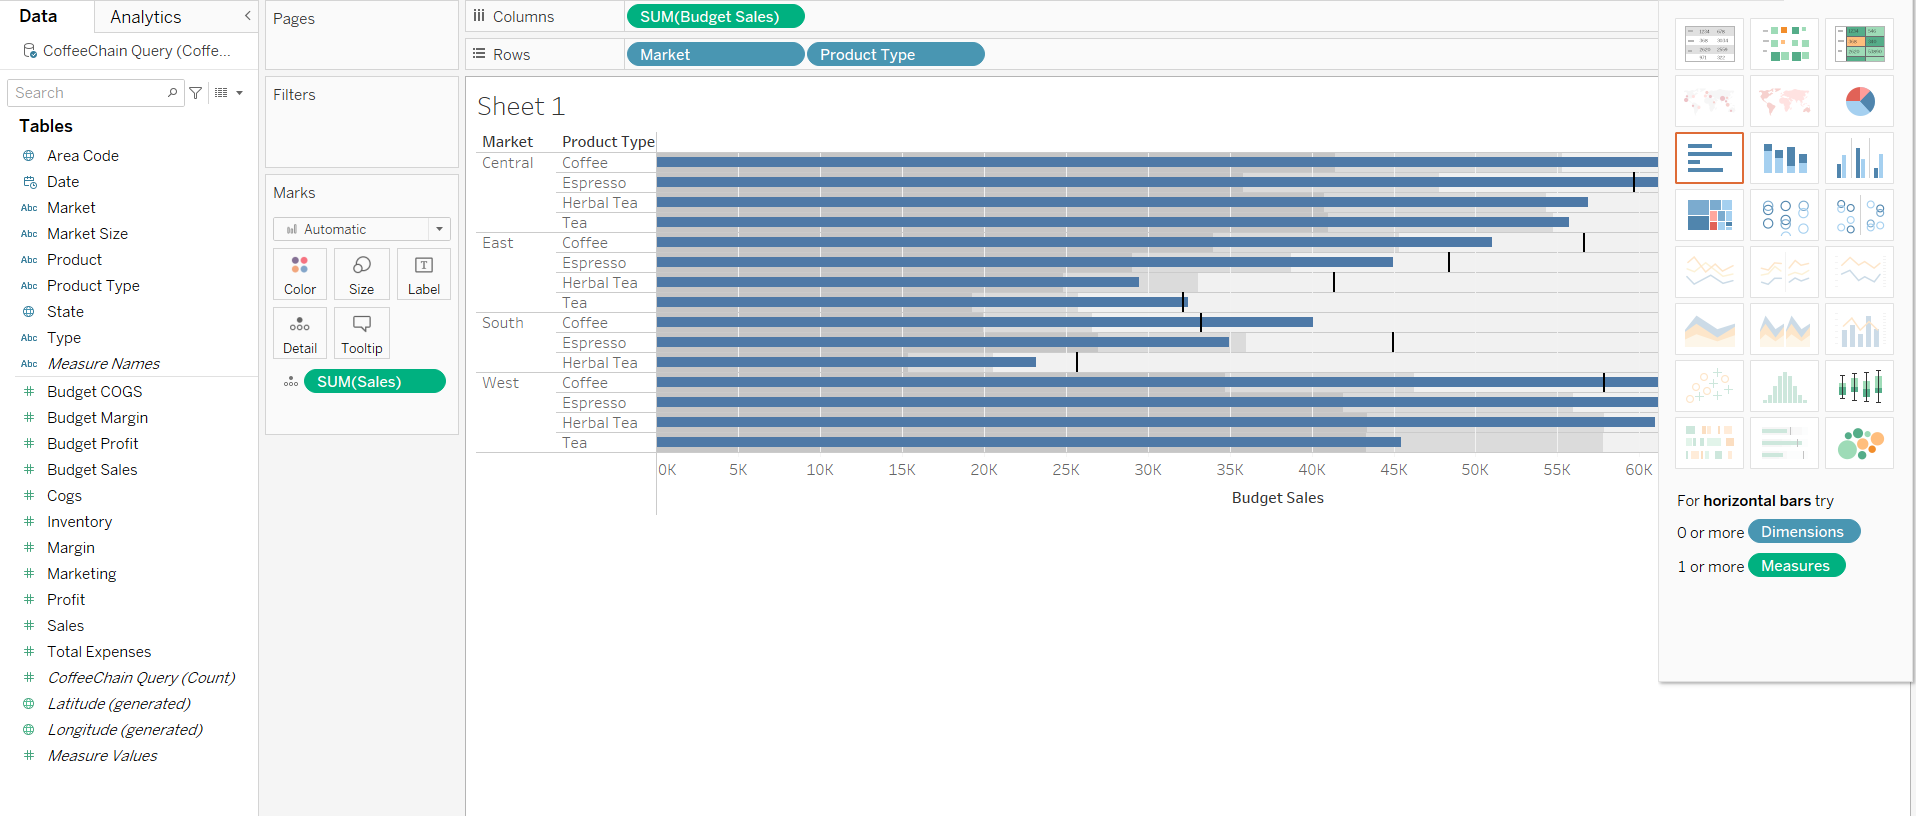 Data
Analytics
CoffeeChain Query (Coffe...
Search
Tables
Area Code
Date
Abc Market
Abc Market Size
Abc Product
Abc Product Type
State
Abc Type
Abc Measure Names
# Budget COGS
# Budget Margin
# Budget Profit
# Budget Sales
# Cogs
# Inventory
# Margin
# Marketing
# Profit
# Sales
# Total Expenses
# CoffeeChain Query (Count)
Latitude (generated)
Longitude (generated)
# Measure Values
Pages
Filters
Marks
Automatic
Color Size Label
Detail Tooltip
SUM(Sales)
Columns SUM(Budget Sales)
Rows Market Product Type
Sheet 1
Market Product Type
Central Coffee
Espresso
Herbal Tea
Tea
East Coffee
Espresso
Herbal Tea
Tea
South Coffee
Espresso
Herbal Tea
West Coffee
Espresso
Herbal Tea
Tea
0K 5K 10K 15K 20K 25K 30K 35K 40K 45K 50K 55K 60K
Budget Sales
For horizontal bars try
0 or more Dimensions
1 or more Measures